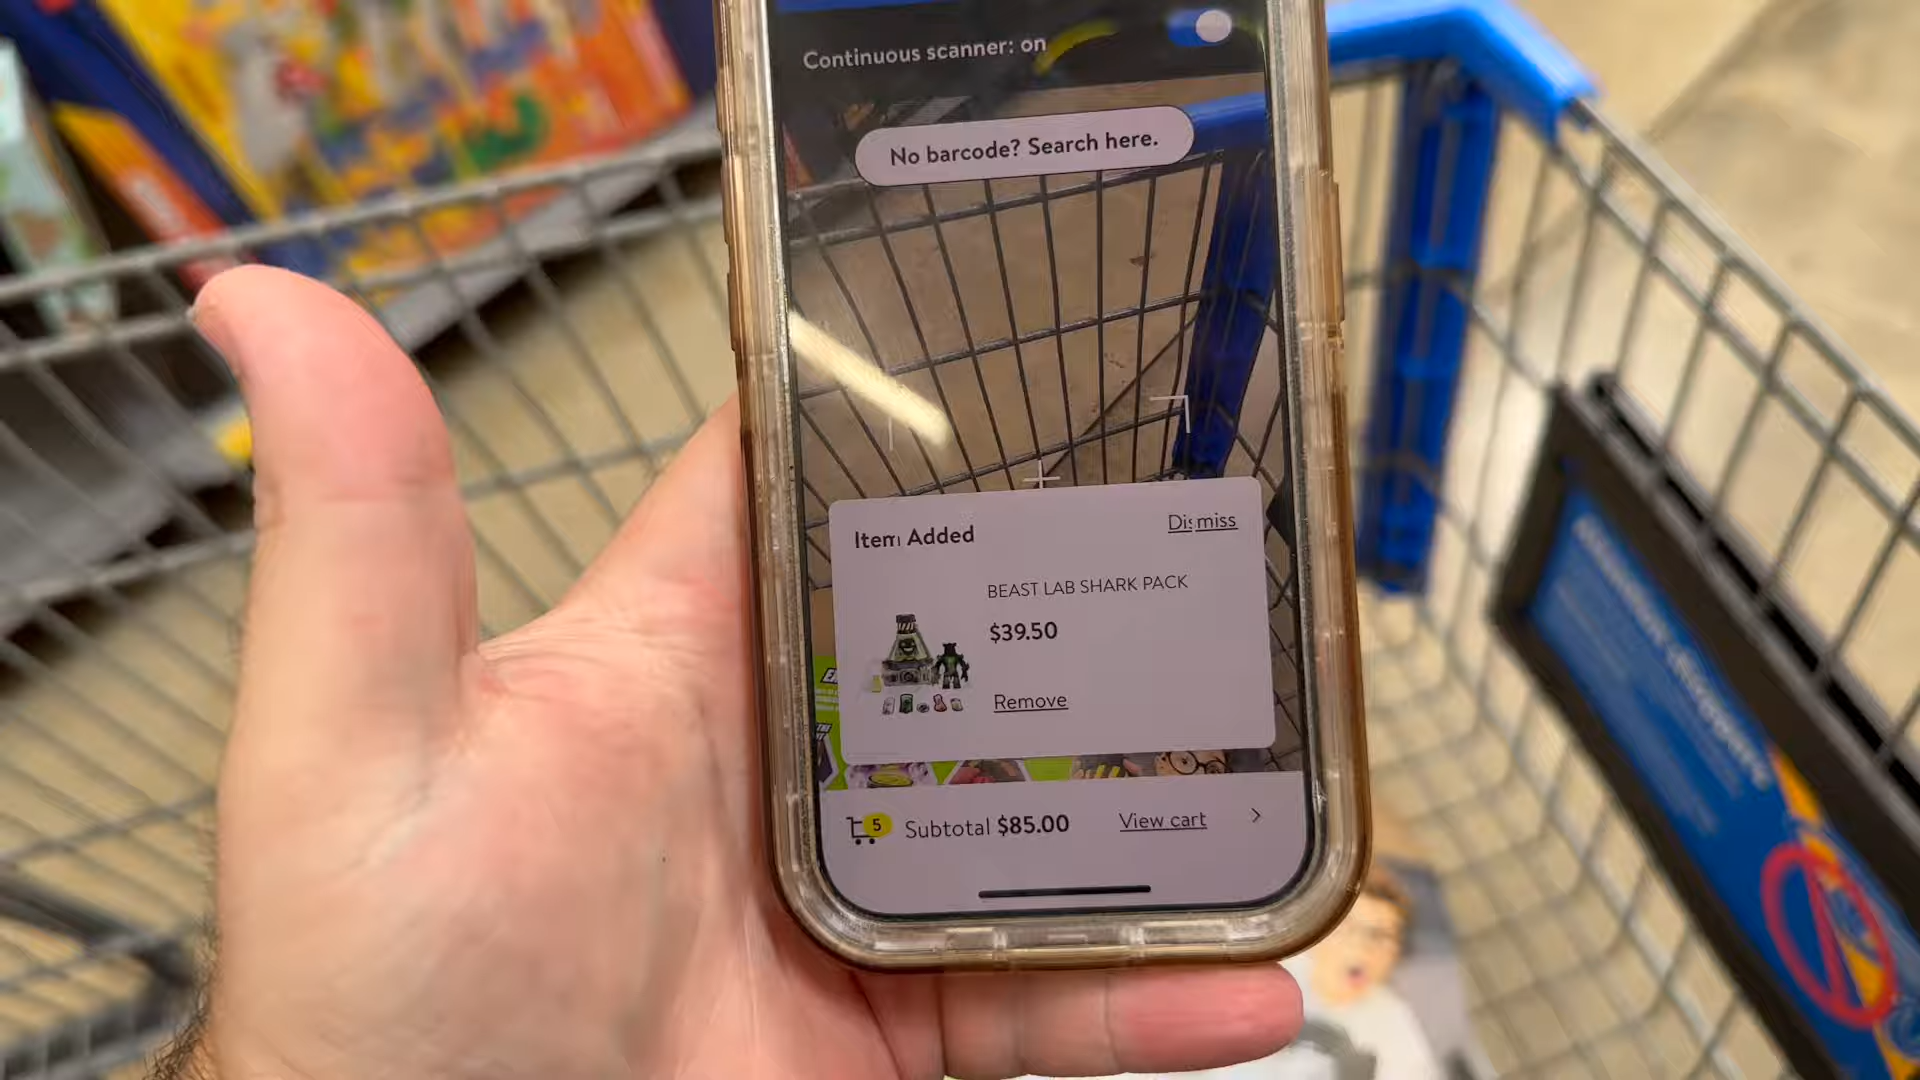 Continuous scanner: on
No barcode? Search here.
Item Added
Dismiss
BEAST LAB SHARK PACK
$39.50
Remove
5
Subtotal $85.00
View cart